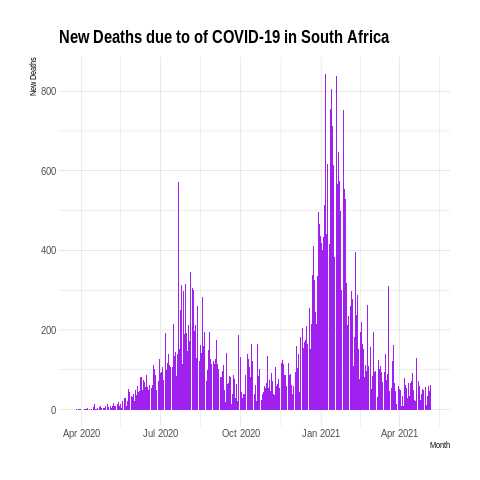 New Deaths due to of COVID-19 in South Africa
New Deaths
800
600
400
200
0
Apr 2020 Jul 2020 Oct 2020 Jan 2021 Apr 2021
Month